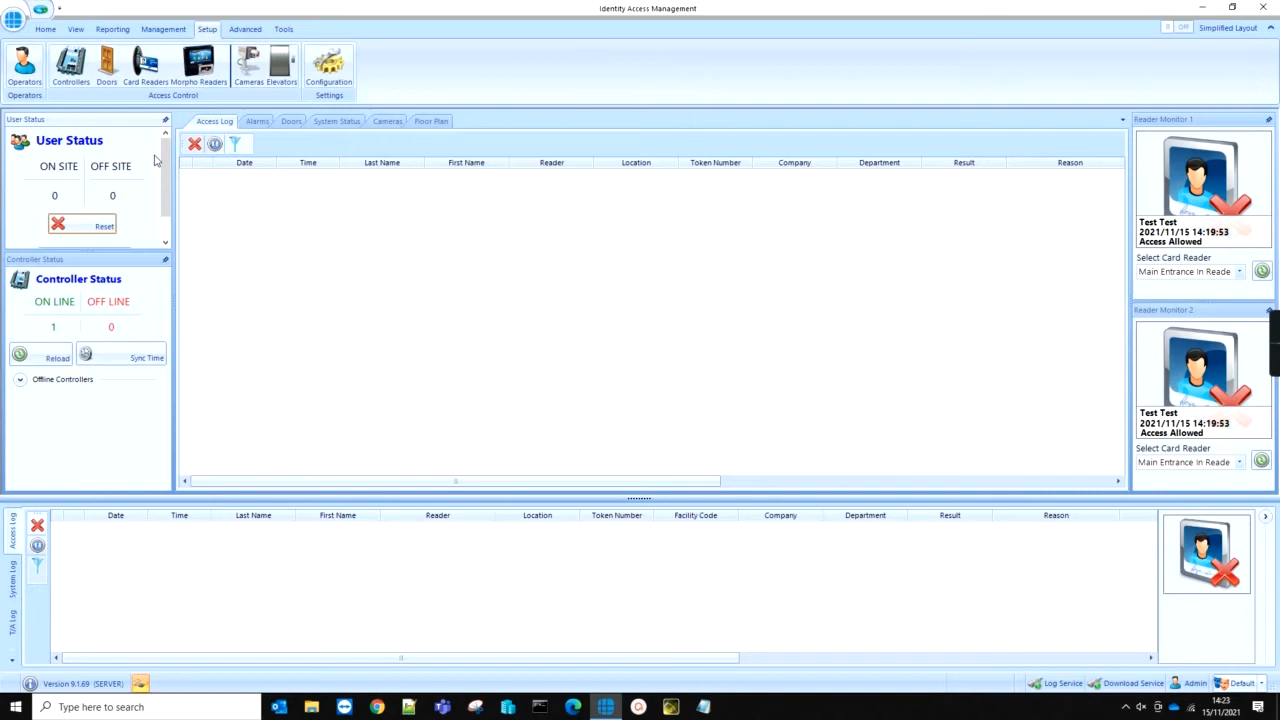 Identity Access Management
Home View Reporting Management Setup Advanced Tools
Simplified Layout
Operators Controllers Doors Card Readers Morpho Readers Cameras Elevators Configuration
Operators Access Control Settings
User Status
User Status
ON SITE OFF SITE
0 0
Reset
Controller Status
Controller Status
ON LINE OFF LINE
1 0
Reload Sync Time
Offline Controllers
Access Log Alarms Doors System Status Cameras Floor Plan
Date Time Last Name First Name Reader Location Token Number Company Department Result Reason
Reader Monitor 1
Test Test
2021/11/15 14:19:53
Access Allowed
Select Card Reader
Main Entrance In Reade
Reader Monitor 2
Test Test
2021/11/15 14:19:53
Access Allowed
Select Card Reader
Main Entrance In Reade
Access Log
System Log
T/A Log
Date Time Last Name First Name Reader Location Token Number Facility Code Company Department Result Reason
Version 9.1.69 (SERVER)
Log Service Download Service Admin Default
Type here to search
14:23
15/11/2021